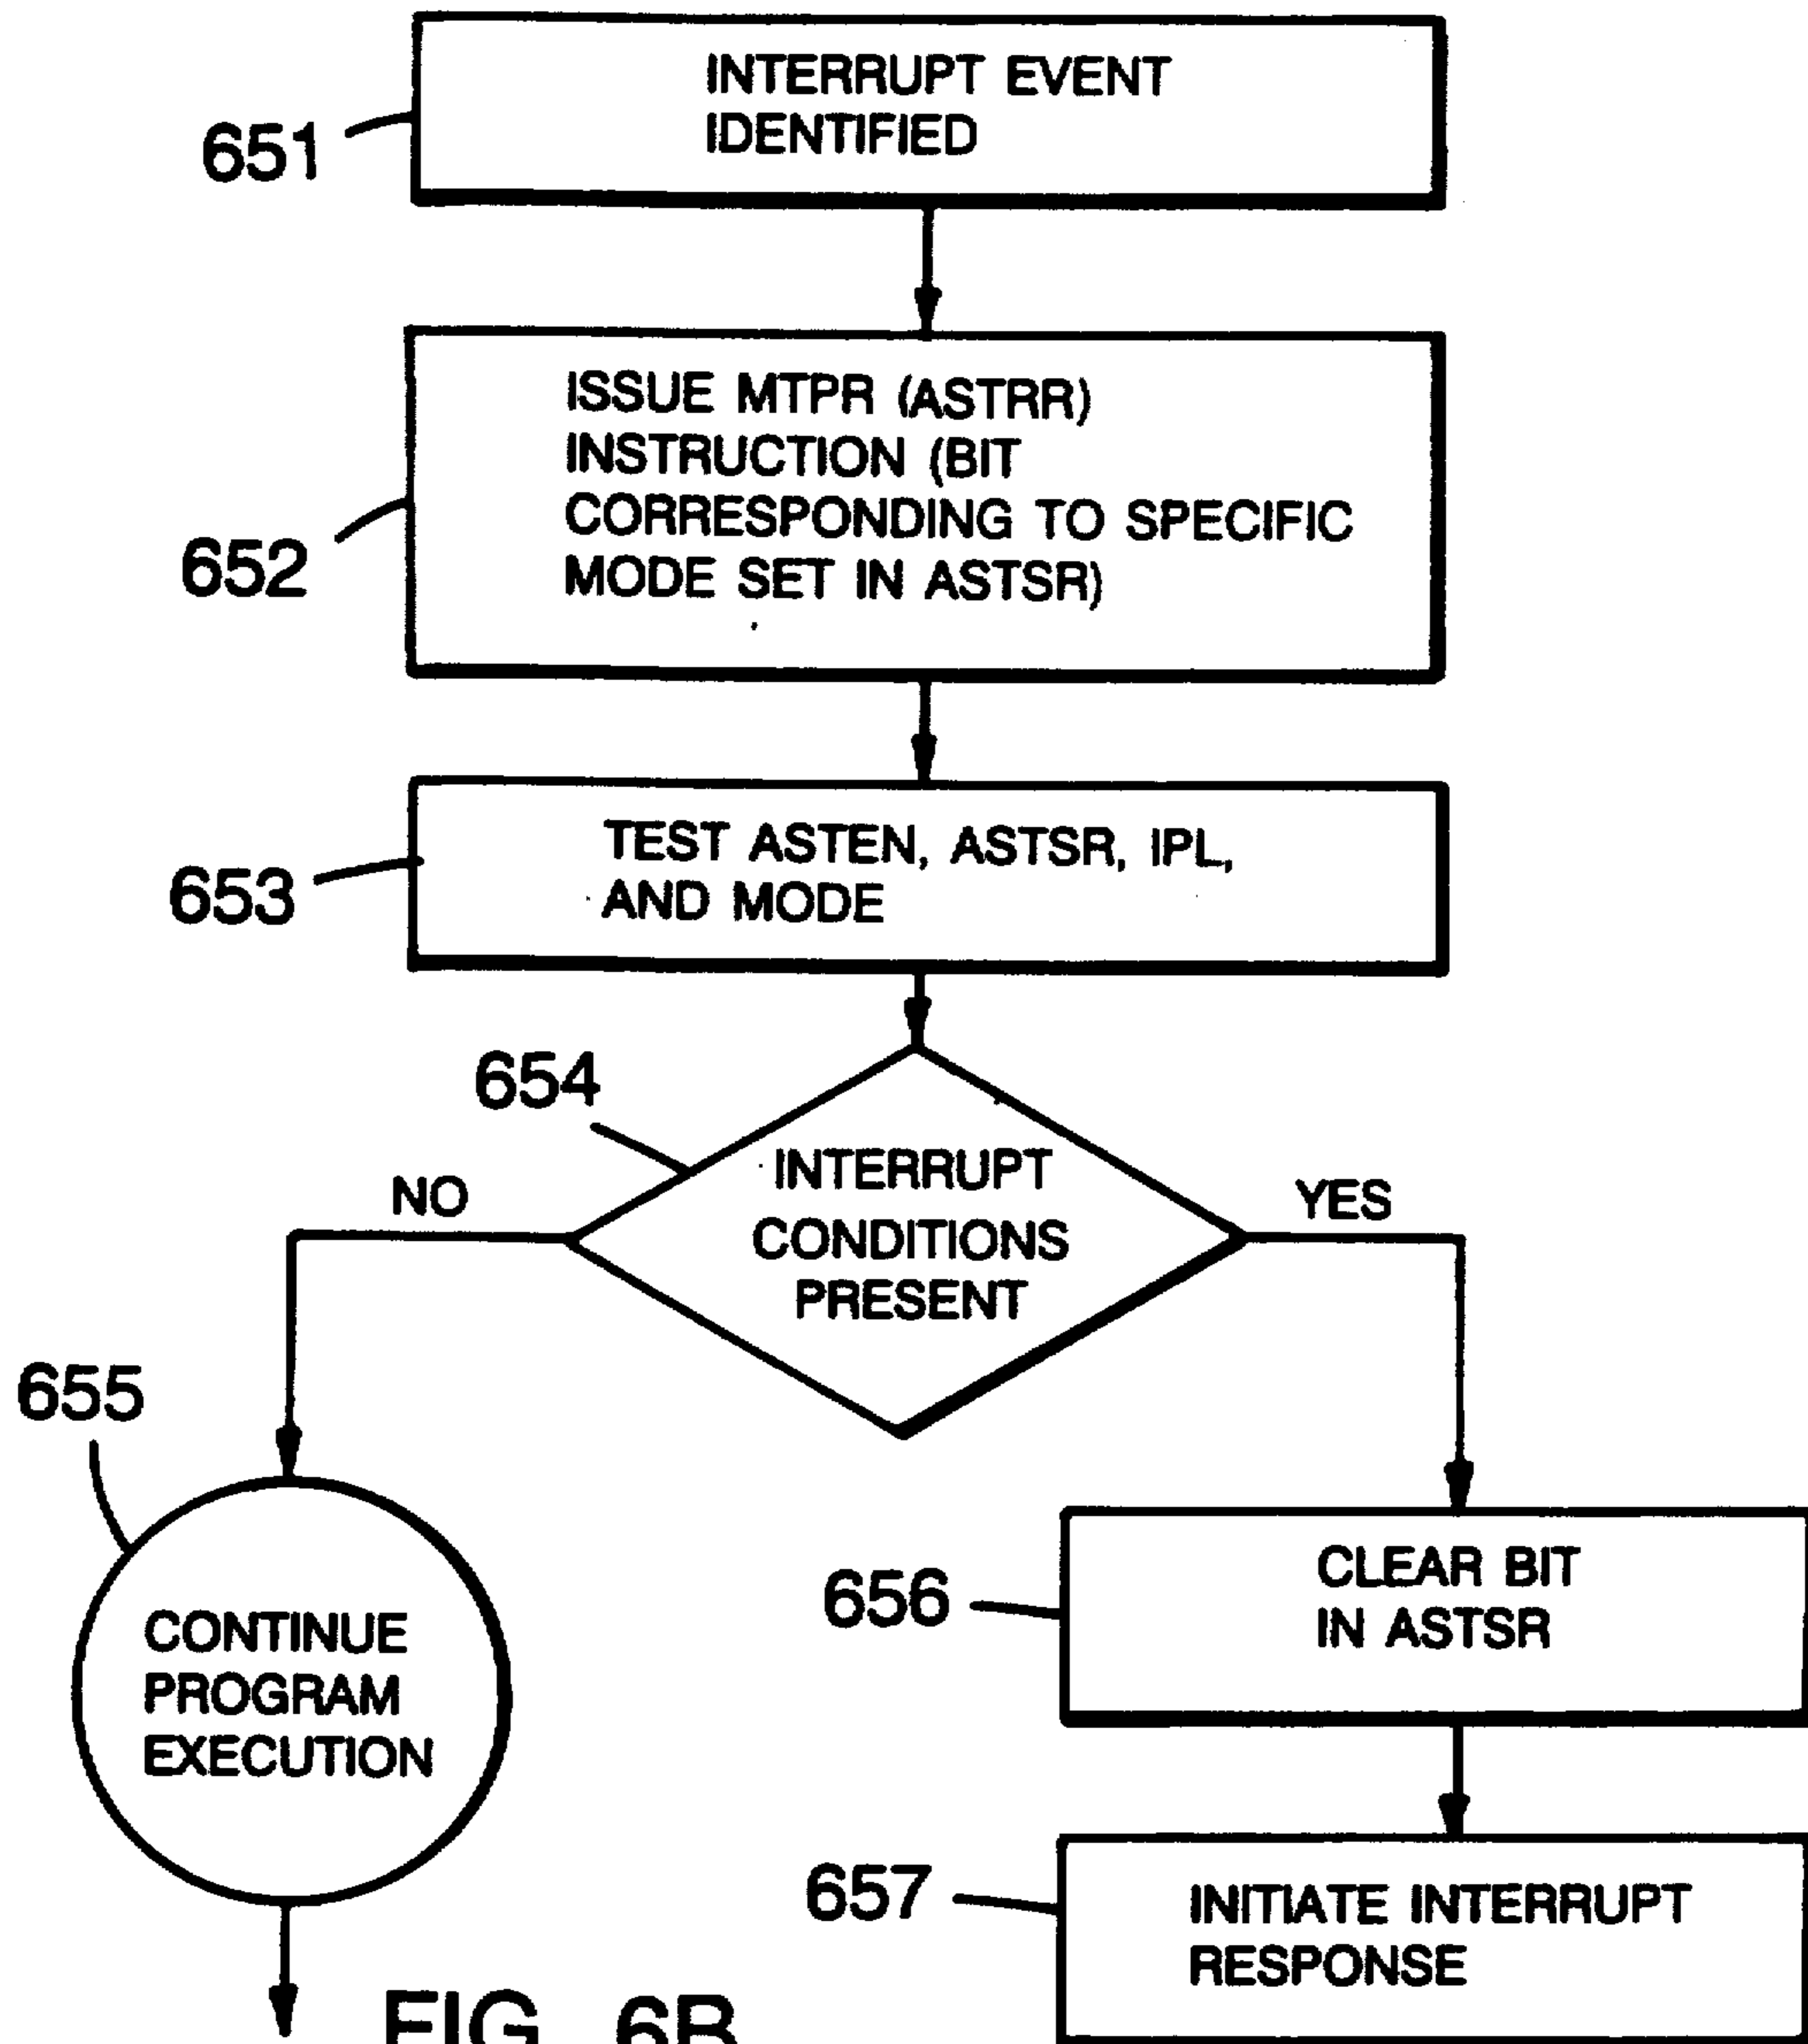 INTERRUPT EVENT
IDENTIFIED
651
ISSUE MTPR (ASTRR)
INSTRUCTION (BIT
CORRESPONDING TO SPECIFIC
MODE SET IN ASTSR)
652
TEST ASTEN, ASTSR, IPL,
AND MODE
653
654
INTERRUPT
CONDITIONS
PRESENT
NO
YES
655
CONTINUE
PROGRAM
EXECUTION
656
CLEAR BIT
IN ASTSR
657
INITIATE INTERRUPT
RESPONSE
FIG. 6B